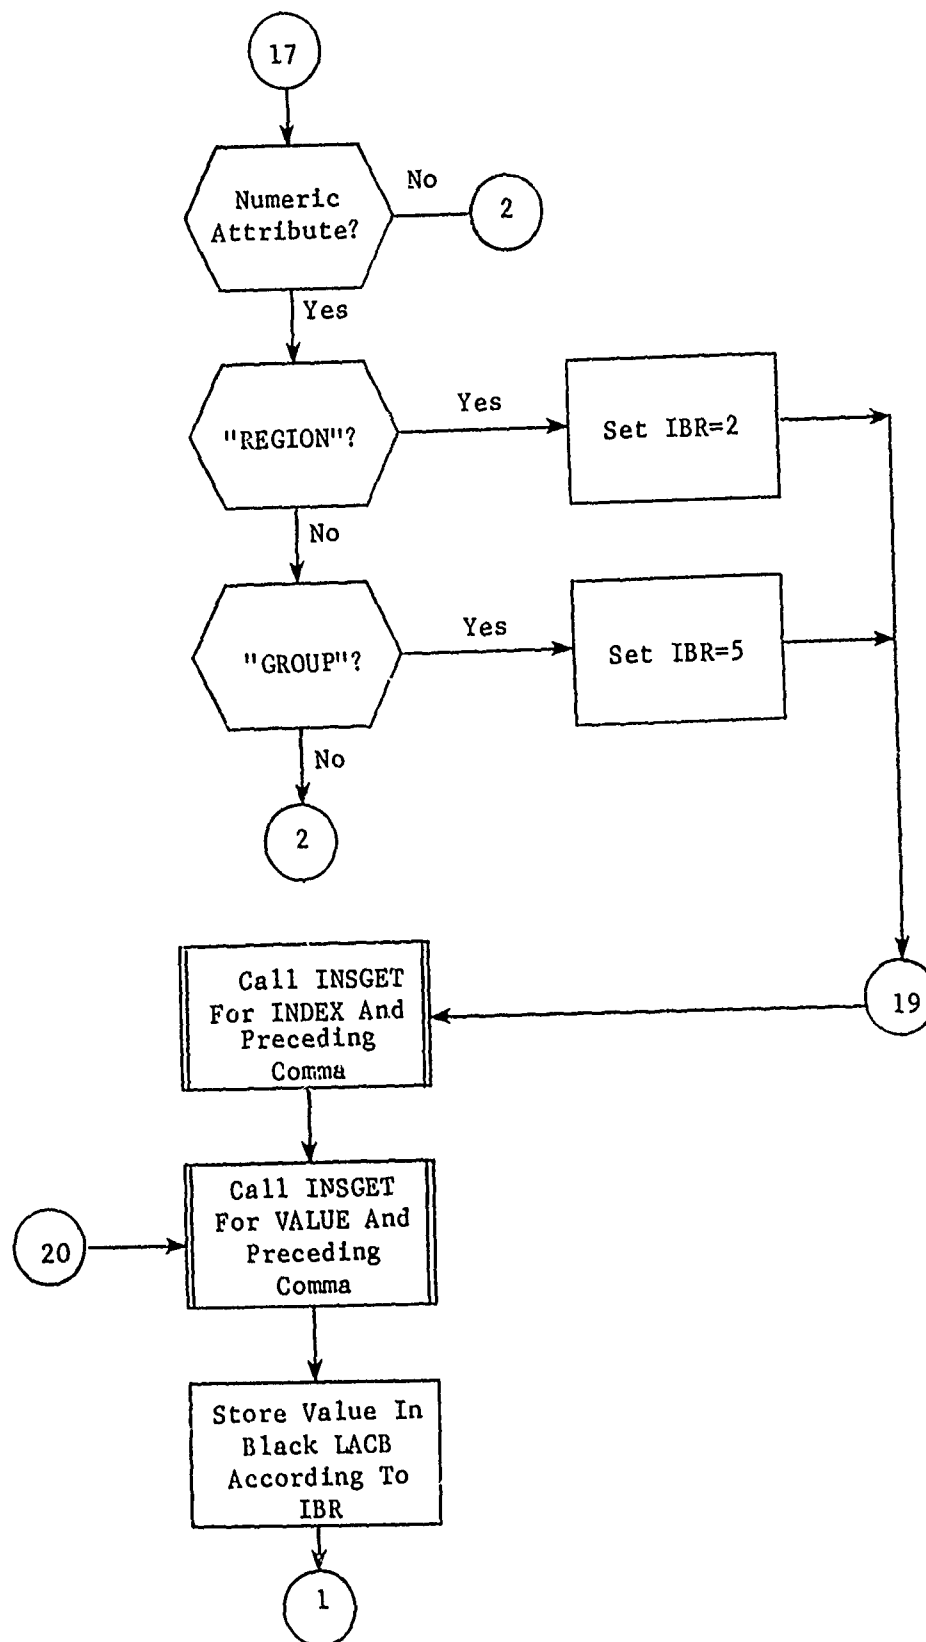 17
Numeric
Attribute?
No
2
Yes
"REGION"?
Yes
Set IBR=2
No
"GROUP"?
Yes
Set IBR=5
No
2
Call INSGET
For INDEX And
Preceding
Comma
19
Call INSGET
For VALUE And
Preceding
Comma
20
Store Value In
Black LACB
According To
IBR
1